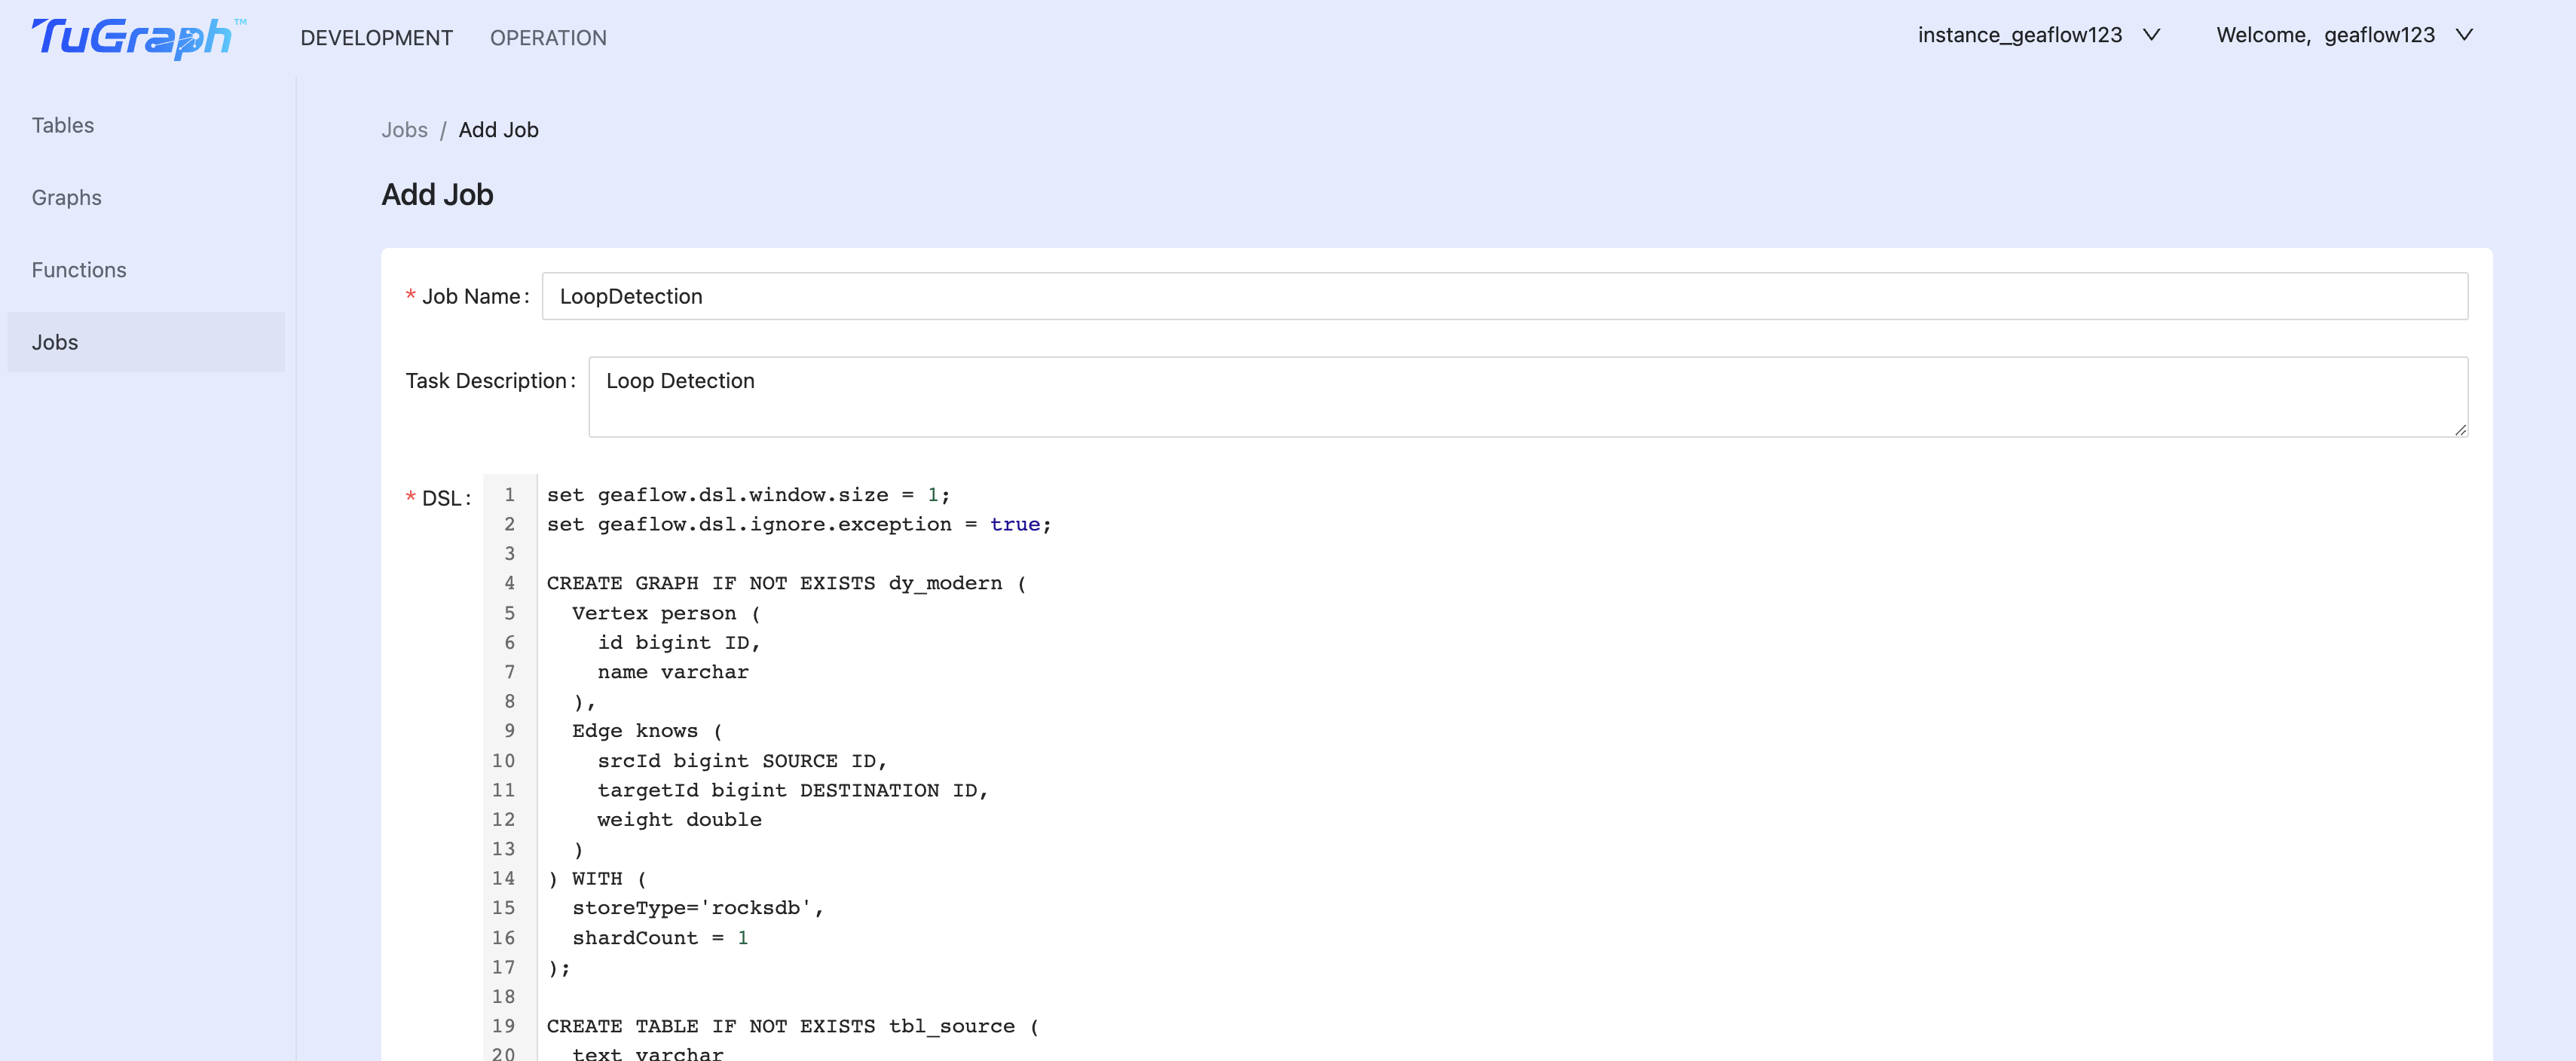 TuGraph™ DEVELOPMENT OPERATION instance_geaflow123 Welcome, geaflow123
Tables
Graphs
Functions
Jobs
Jobs / Add Job
Add Job
* Job Name: LoopDetection
Task Description: Loop Detection
* DSL:
1 set geaflow.dsl.window.size = 1;
2 set geaflow.dsl.ignore.exception = true;
3
4 CREATE GRAPH IF NOT EXISTS dy_modern (
5 Vertex person (
6 id bigint ID,
7 name varchar
8 ),
9 Edge knows (
10 srcId bigint SOURCE ID,
11 targetId bigint DESTINATION ID,
12 weight double
13 )
14 ) WITH (
15 storeType='rocksdb',
16 shardCount = 1
17 );
18
19 CREATE TABLE IF NOT EXISTS tbl_source (
20 text varchar